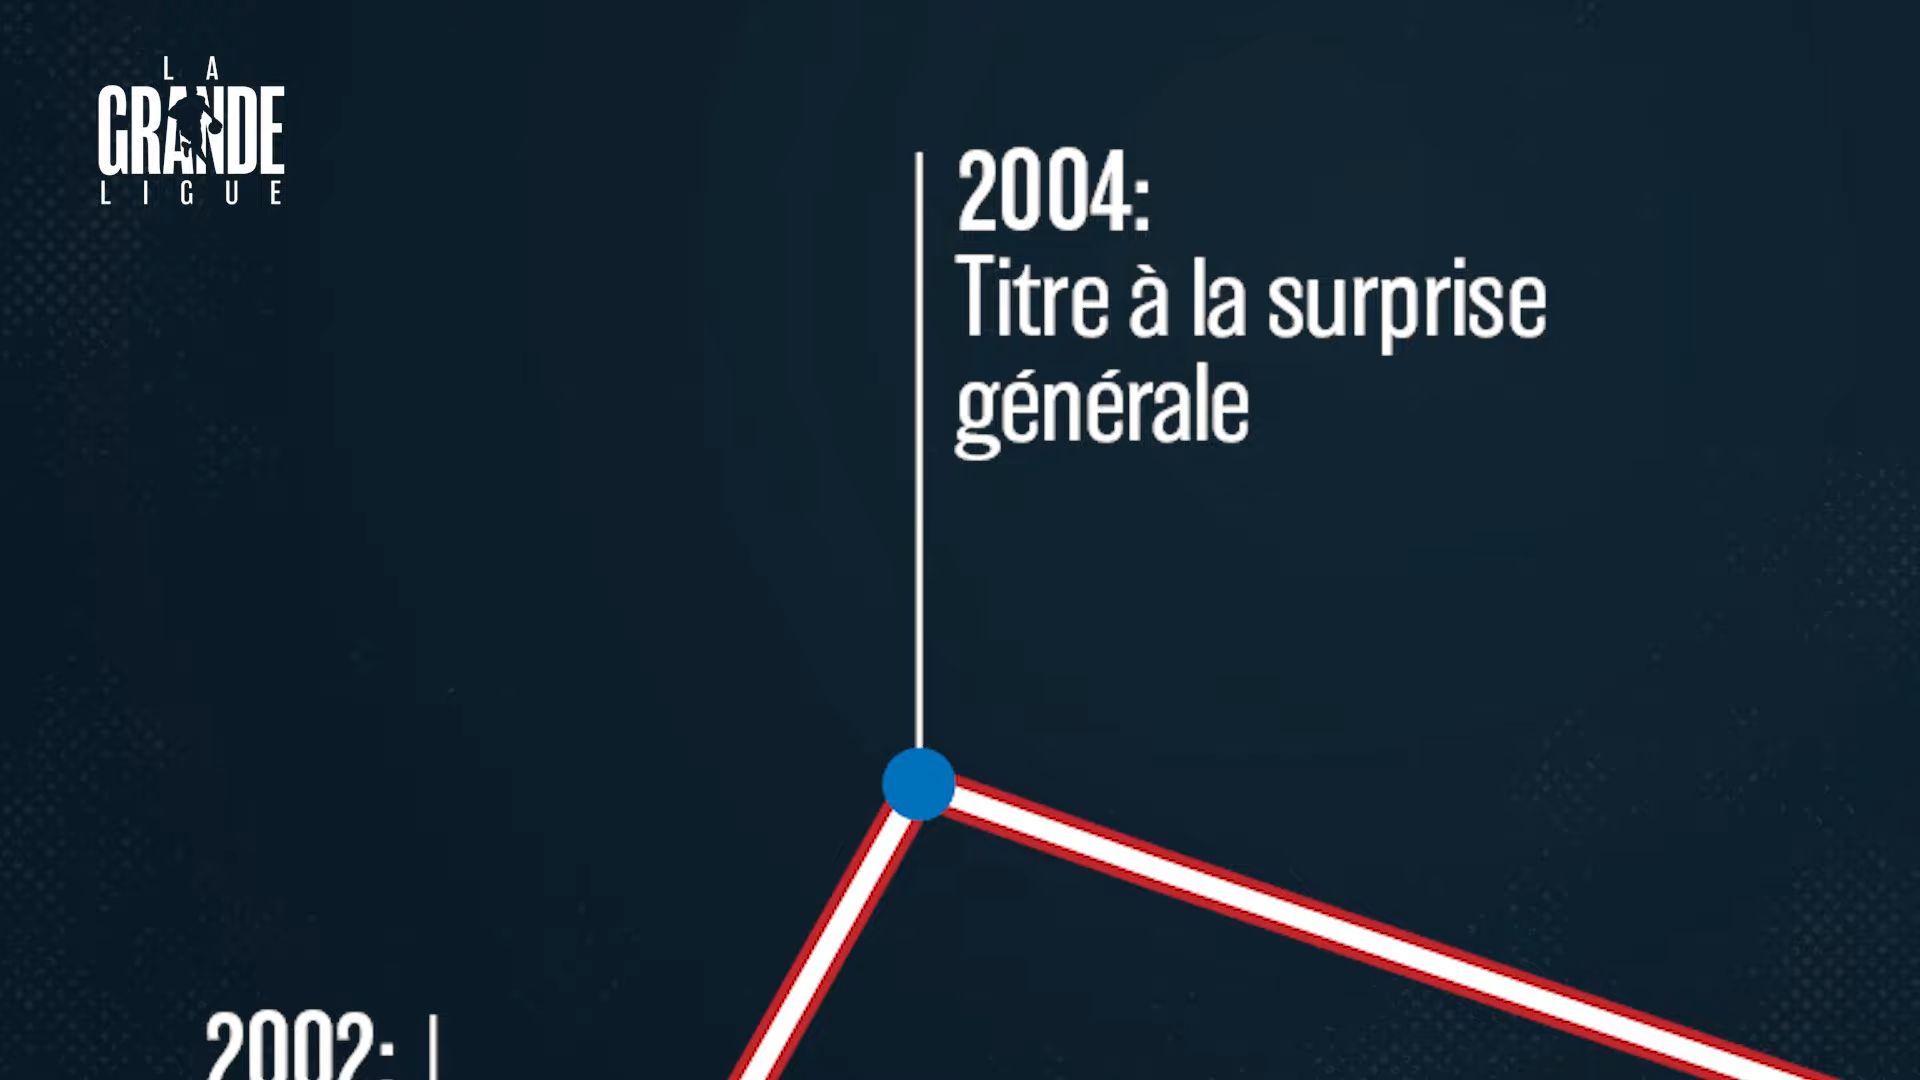 LA
GRANDE
LIGUE
2004:
Titre à la surprise
générale
2002: